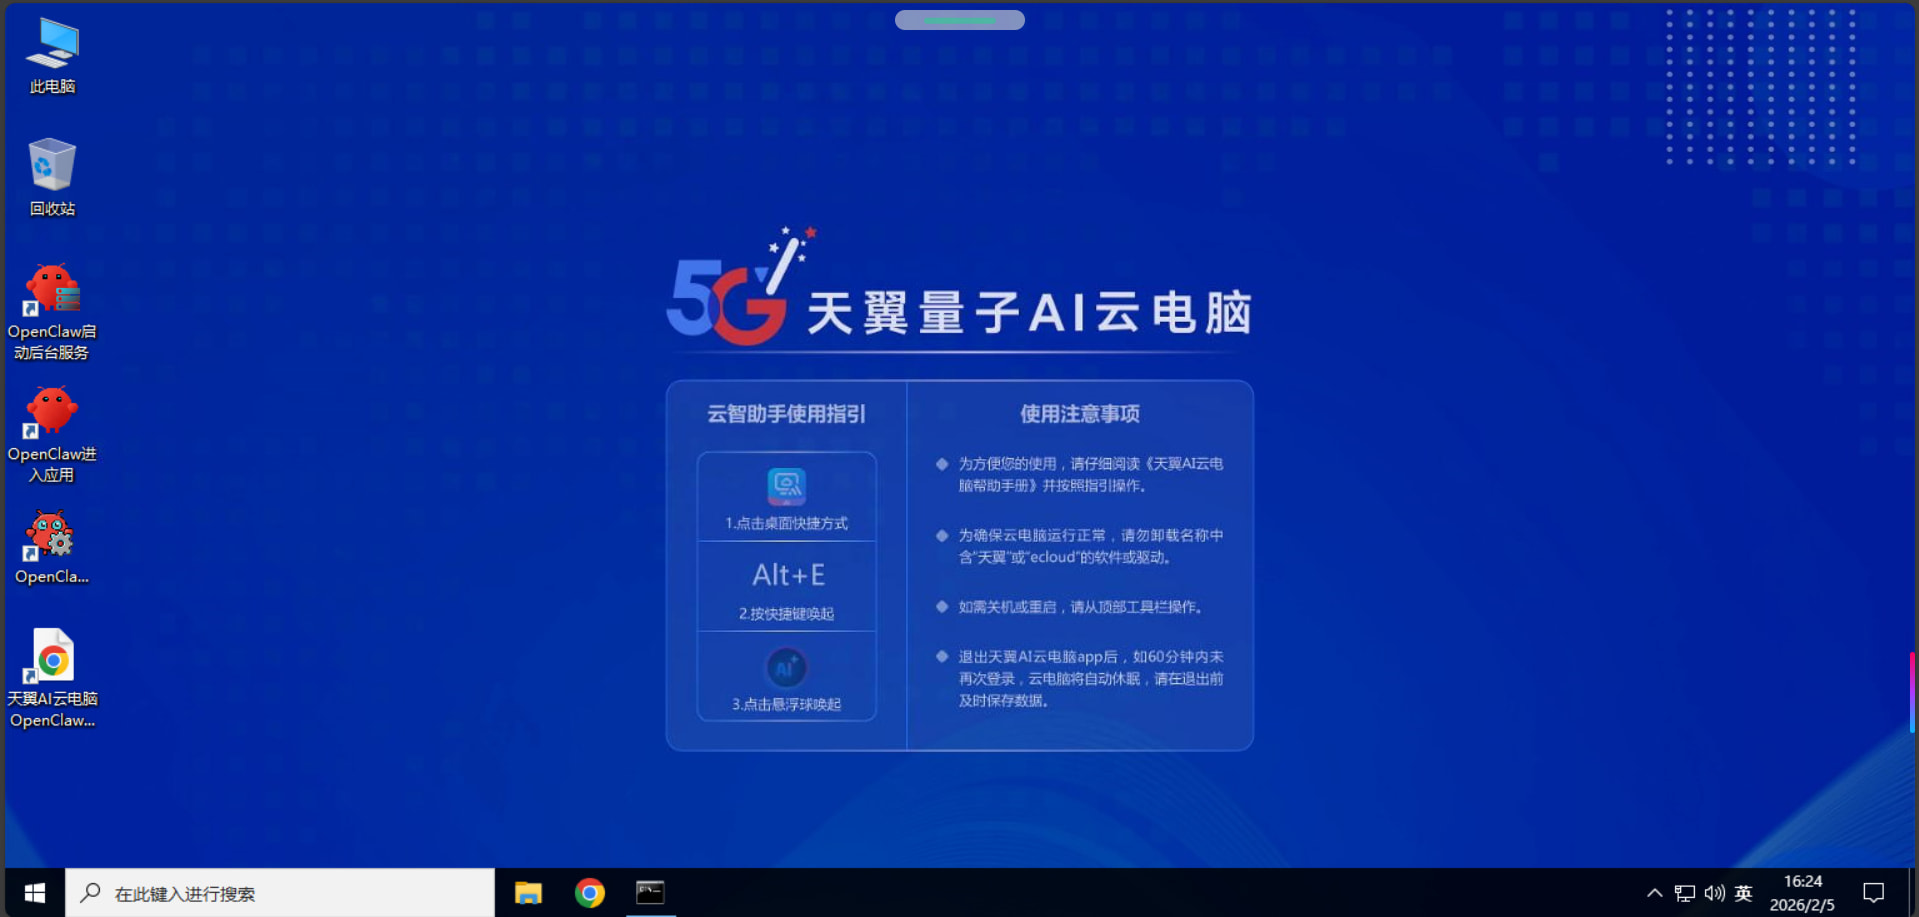 此电脑
回收站
OpenClaw启
动后台服务
OpenClaw进
入应用
OpenCla...
天翼AI云电脑
OpenClaw...
5G 天翼量子AI云电脑
云智助手使用指引
1.点击桌面快捷方式
Alt+E
2.按快捷键唤起
AI+
3.点击悬浮球唤起
使用注意事项
为方便您的使用，请仔细阅读《天翼AI云电
脑帮助手册》并按照指引操作。
为确保云电脑运行正常，请勿卸载名称中
含“天翼”或“ecloud”的软件或驱动。
如需关机或重启，请从顶部工具栏操作。
退出天翼AI云电脑app后，如60分钟内未
再次登录，云电脑将自动休眠，请在退出前
及时保存数据。
在此键入进行搜索
英
16:24
2026/2/5